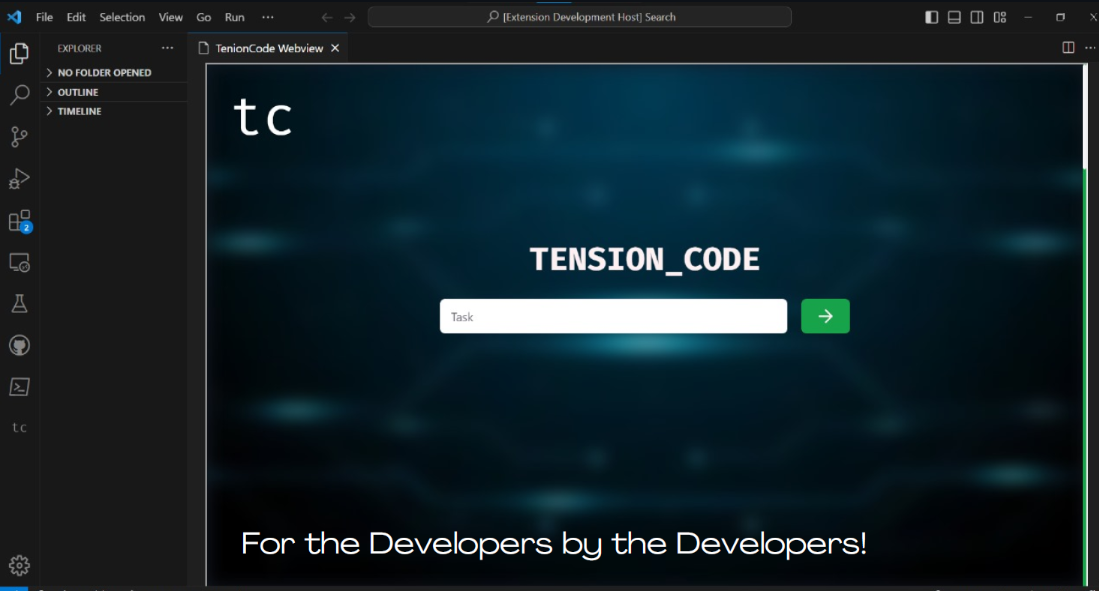 File Edit Selection View Go Run ···
[Extension Development Host] Search
EXPLORER ···
TenionCode Webview
NO FOLDER OPENED
OUTLINE
TIMELINE
tc
TENSION_CODE
Task
2
tc
For the Developers by the Developers!